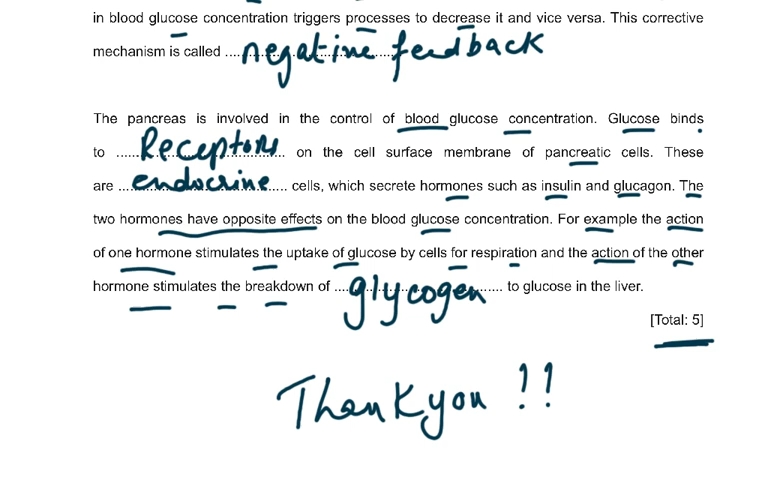 in blood glucose concentration triggers processes to decrease it and vice versa. This corrective
mechanism is called .... negative feedback
The pancreas is involved in the control of blood glucose concentration. Glucose binds
to ...... Receptors ... on the cell surface membrane of pancreatic cells. These
are ... endocrine ..... cells, which secrete hormones such as insulin and glucagon. The
two hormones have opposite effects on the blood glucose concentration. For example the action
of one hormone stimulates the uptake of glucose by cells for respiration and the action of the other
hormone stimulates the breakdown of .... glycogen ...... to glucose in the liver.
[Total: 5]
Thankyou !!